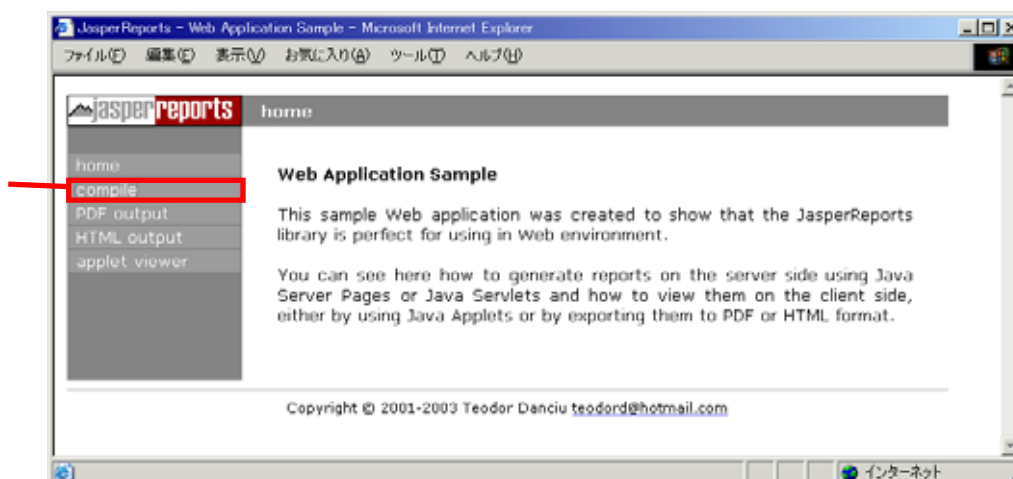 JasperReports - Web Application Sample - Microsoft Internet Explorer
ファイル(F) 編集(E) 表示(V) お気に入り(A) ツール(T) ヘルプ(H)
jasperreports home
home
compile
PDF output
HTML output
applet viewer
Web Application Sample
This sample Web application was created to show that the JasperReports
library is perfect for using in Web environment.
You can see here how to generate reports on the server side using Java
Server Pages or Java Servlets and how to view them on the client side,
either by using Java Applets or by exporting them to PDF or HTML format.
Copyright © 2001-2003 Teodor Danciu teodord@hotmail.com
インターネット